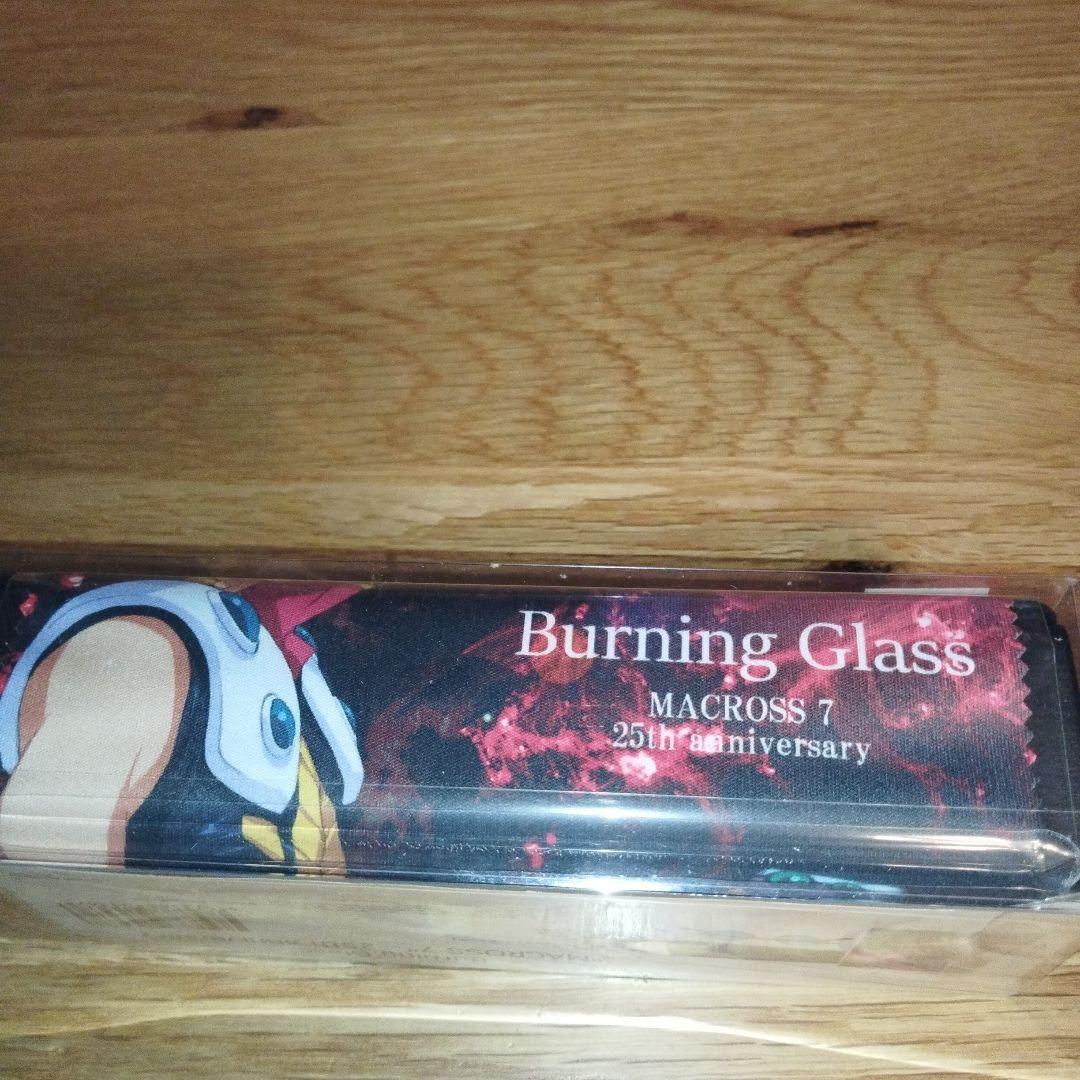 Burning Glass
MACROSS 7
25th anniversary